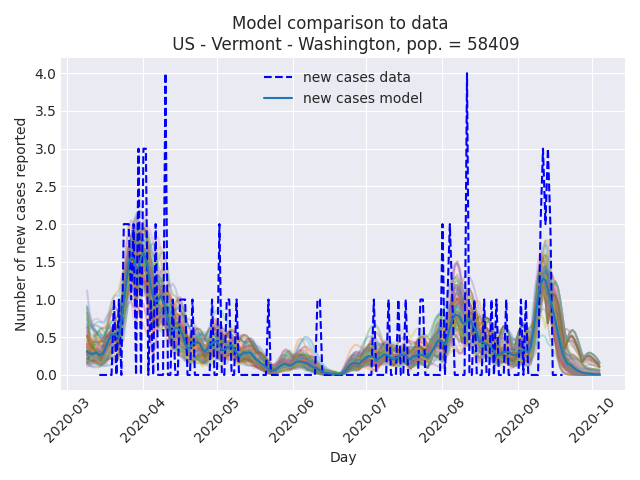 Model comparison to data
US - Vermont - Washington, pop. = 58409
new cases data
new cases model
Number of new cases reported
4.0
3.5
3.0
2.5
2.0
1.5
1.0
0.5
0.0
2020-03
2020-04
2020-05
2020-06
2020-07
2020-08
2020-09
2020-10
Day